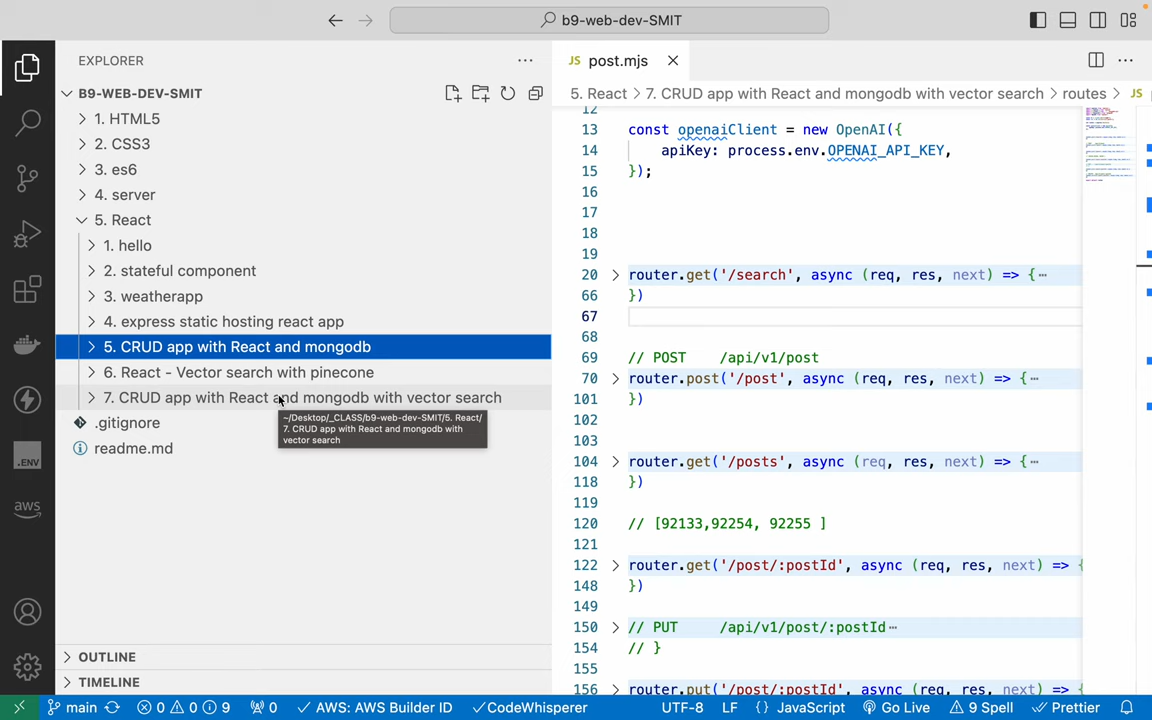 b9-web-dev-SMIT
EXPLORER
B9-WEB-DEV-SMIT
1. HTML5
2. CSS3
3. es6
4. server
5. React
1. hello
2. stateful component
3. weatherapp
4. express static hosting react app
5. CRUD app with React and mongodb
6. React - Vector search with pinecone
7. CRUD app with React and mongodb with vector search
~/Desktop/_CLASS/b9-web-dev-SMIT/5. React/
7. CRUD app with React and mongodb with
vector search
.gitignore
readme.md
.ENV
aws
OUTLINE
TIMELINE
JS post.mjs
5. React > 7. CRUD app with React and mongodb with vector search > routes > JS
12
13 const openaiClient = new OpenAI({
14 apiKey: process.env.OPENAI_API_KEY,
15 });
16
17
18
19
20 router.get('/search', async (req, res, next) => {…
66 })
67
68
69 // POST /api/v1/post
70 router.post('/post', async (req, res, next) => {…
101 })
102
103
104 router.get('/posts', async (req, res, next) => {…
118 })
119
120 // [92133,92254, 92255 ]
121
122 router.get('/post/:postId', async (req, res, next) => {
148 })
149
150 // PUT /api/v1/post/:postId…
154 // }
155
156 router.put('/post/:postId', async (req, res, next) => {
main 0 0 9 0 AWS: AWS Builder ID CodeWhisperer UTF-8 LF {} JavaScript Go Live 9 Spell Prettier